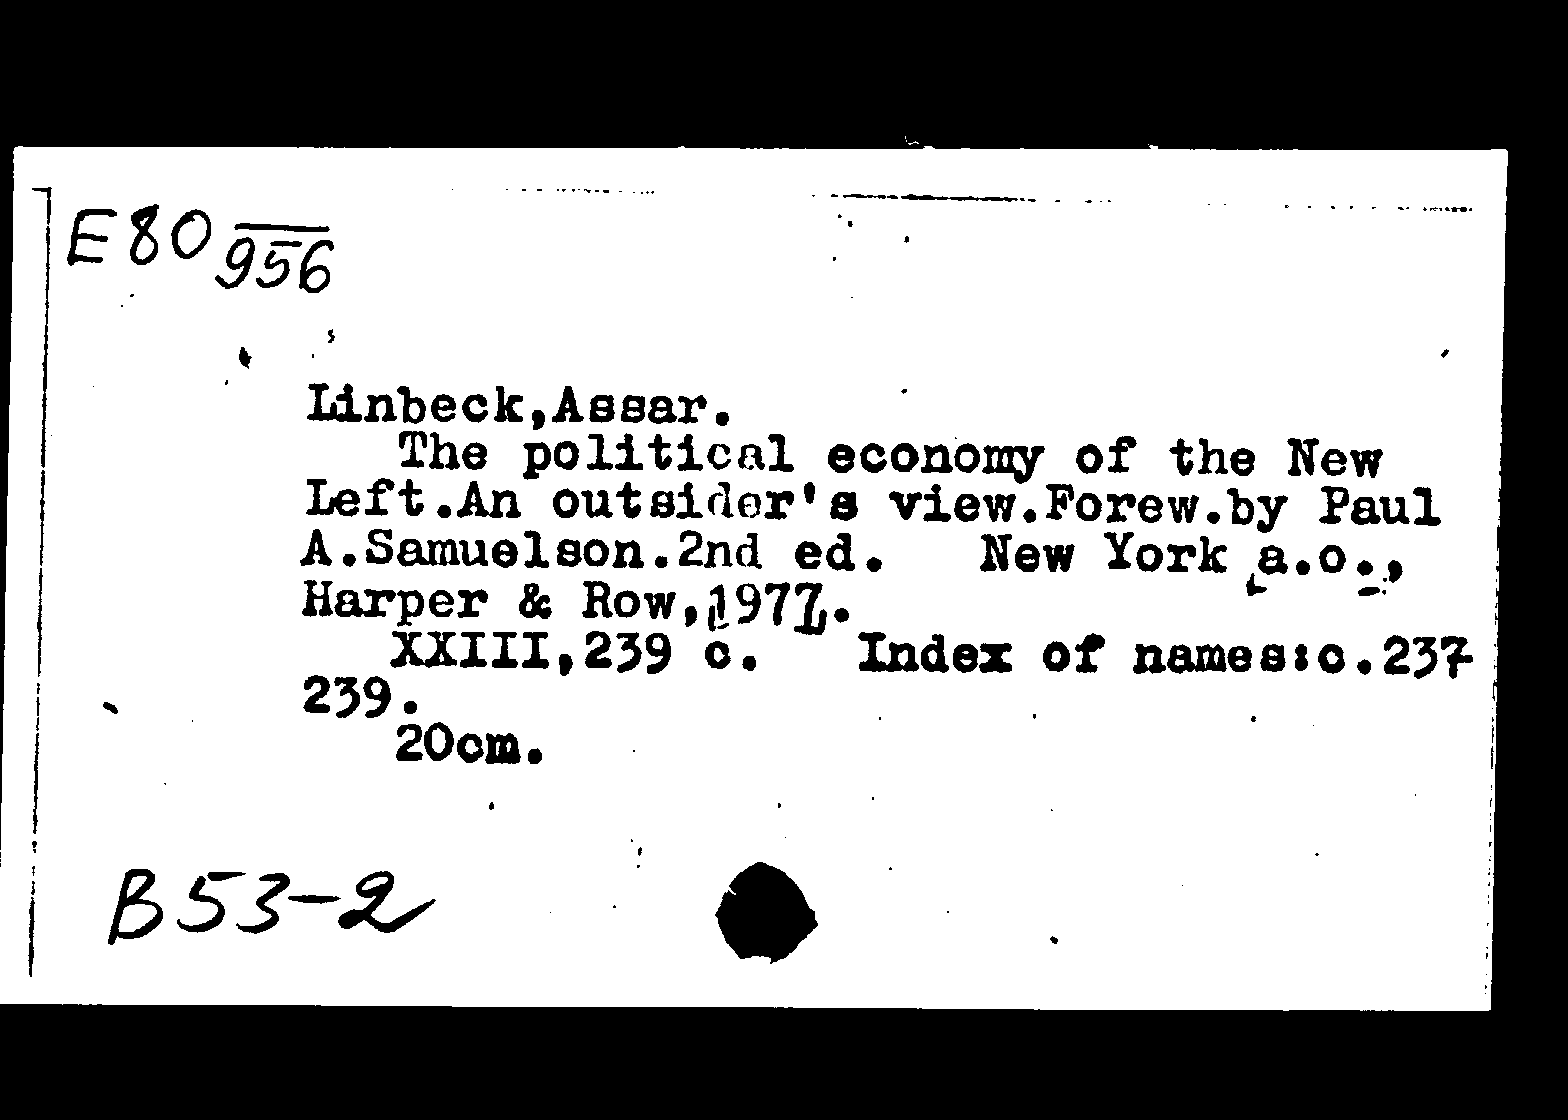 E80 956
Linbeck,Assar.
The political economy of the New
Left.An outsider's view.Forew.by Paul
A.Samuelson.2nd ed. New York a.o.,
Harper & Row,1977.
XXIII,239 c. Index of names:c.237-
239.
20cm.
B53-2